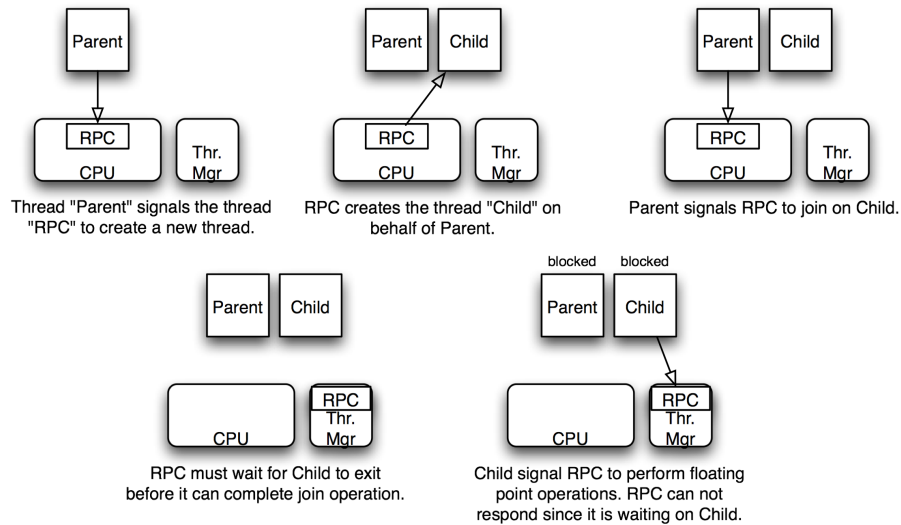 Parent
RPC
CPU
Thr.
Mgr
Thread "Parent" signals the thread
"RPC" to create a new thread.
Parent
Child
RPC
CPU
Thr.
Mgr
RPC creates the thread "Child" on
behalf of Parent.
Parent
Child
RPC
CPU
Thr.
Mgr
Parent signals RPC to join on Child.
Parent
Child
CPU
RPC
Thr.
Mgr
RPC must wait for Child to exit
before it can complete join operation.
blocked
blocked
Parent
Child
CPU
RPC
Thr.
Mgr
Child signal RPC to perform floating
point operations. RPC can not
respond since it is waiting on Child.